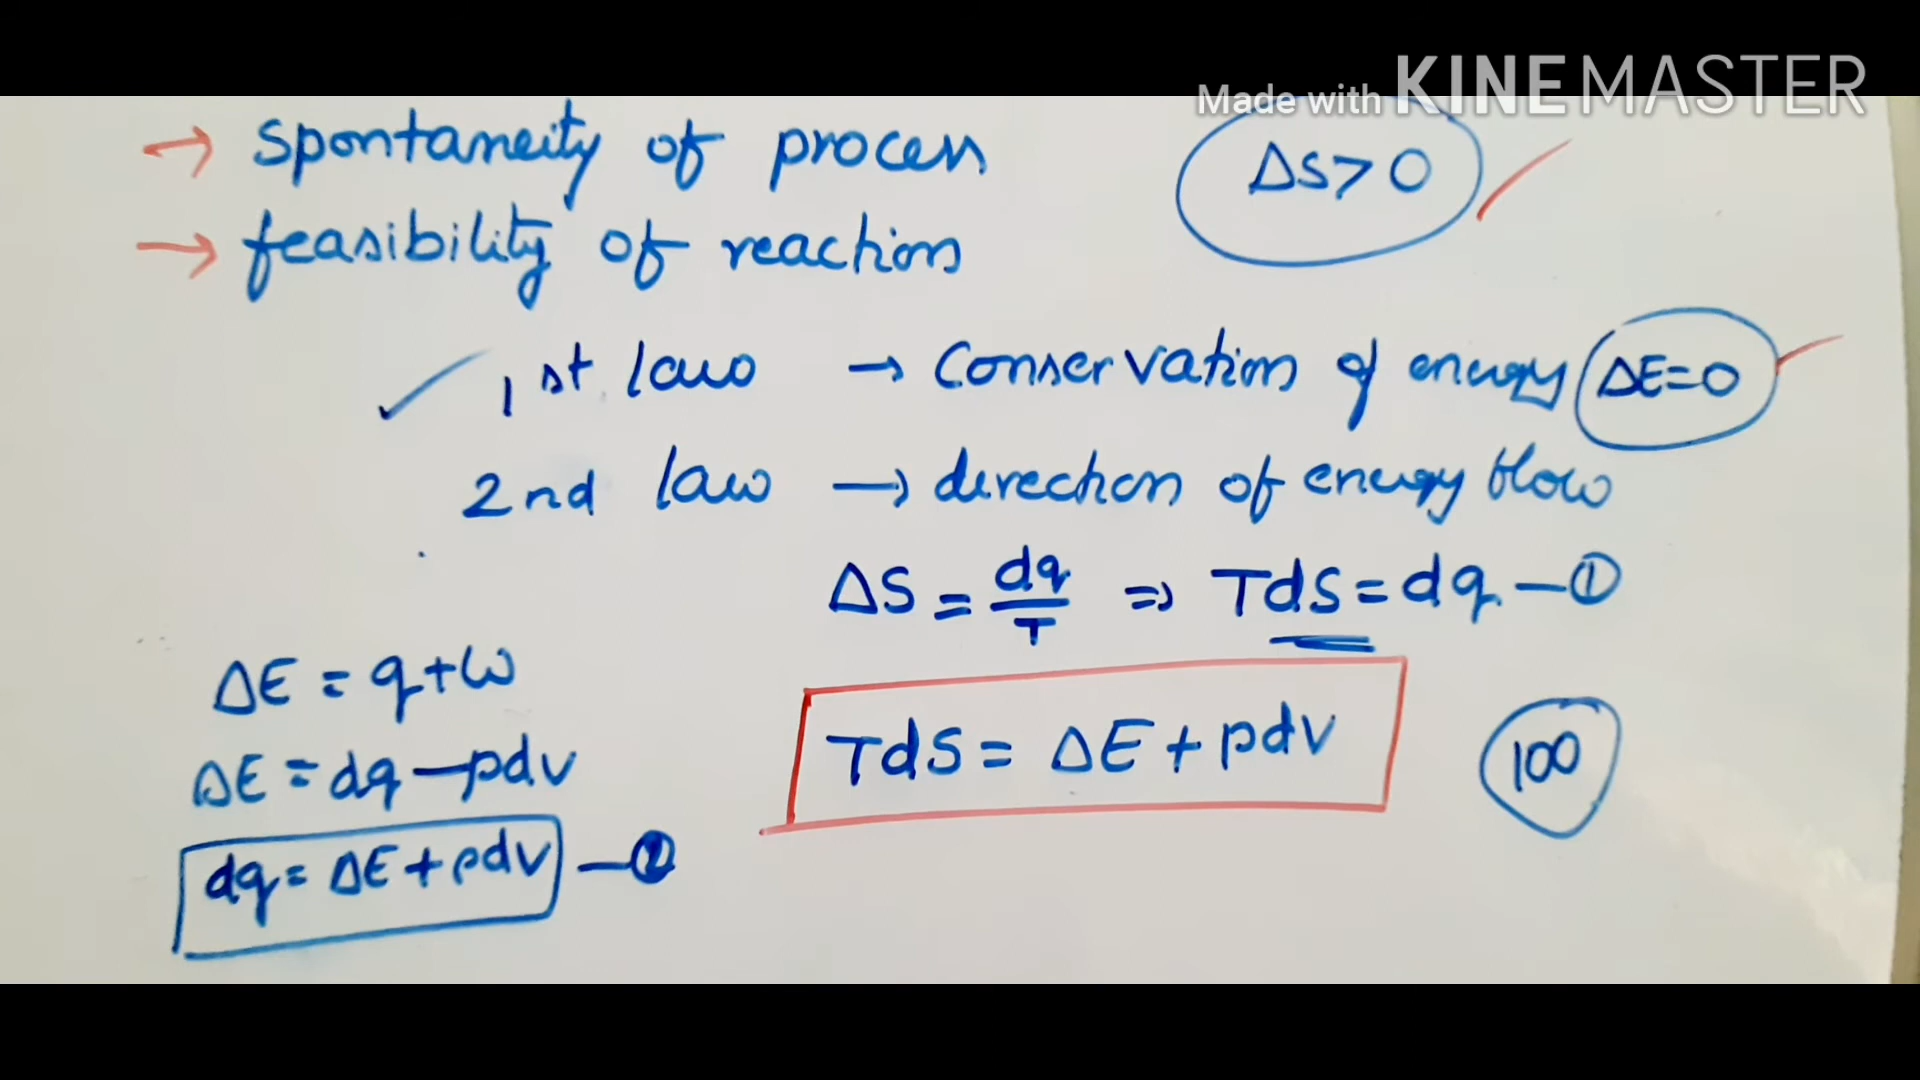 Made with KINEMASTER
→ spontaneity of process
ΔS > 0
→ feasibility of reaction
✓ 1st law → Conservation of energy ΔE=0
2nd law → direction of energy flow
ΔS = dq/T ⇒ TdS = dq - ①
ΔE = q+w
TdS = ΔE + pdv
100
ΔE = dq - pdv
dq = ΔE + pdv - ②